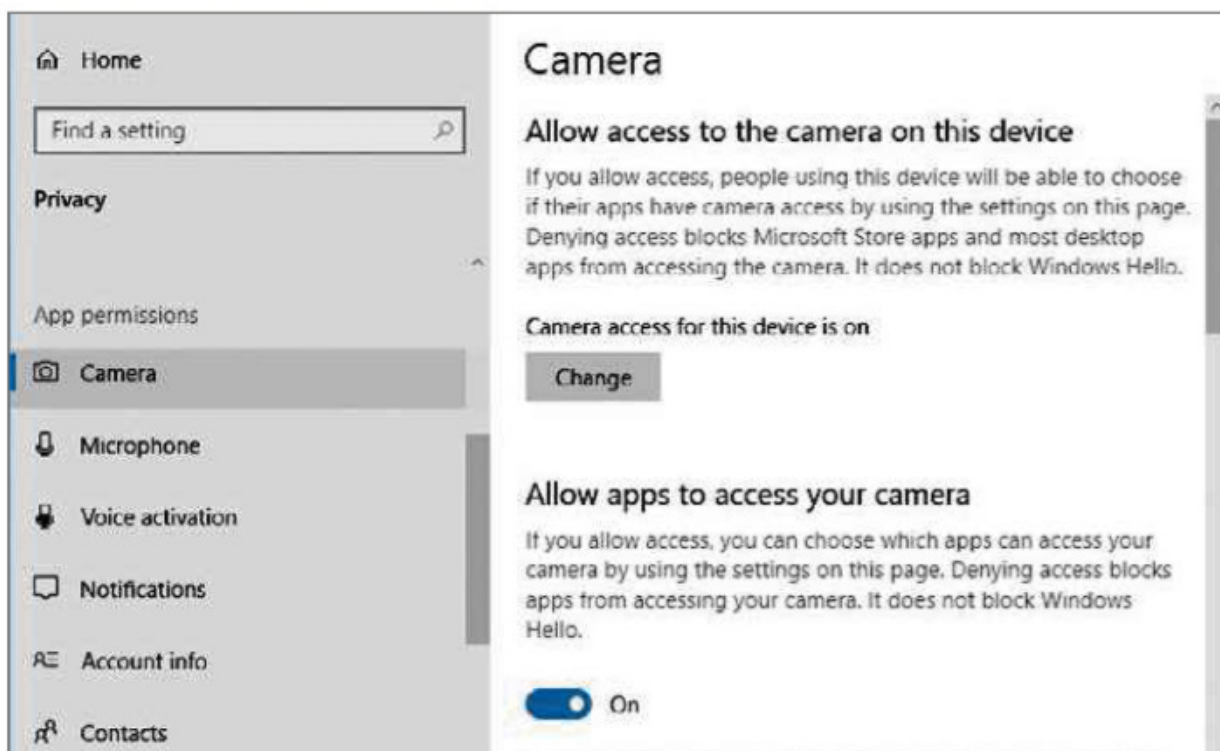 Home
Find a setting
Privacy
App permissions
Camera
Microphone
Voice activation
Notifications
Account info
Contacts
Camera
Allow access to the camera on this device
If you allow access, people using this device will be able to choose
if their apps have camera access by using the settings on this page.
Denying access blocks Microsoft Store apps and most desktop
apps from accessing the camera. It does not block Windows Hello.
Camera access for this device is on
Change
Allow apps to access your camera
If you allow access, you can choose which apps can access your
camera by using the settings on this page. Denying access blocks
apps from accessing your camera. It does not block Windows
Hello.
On